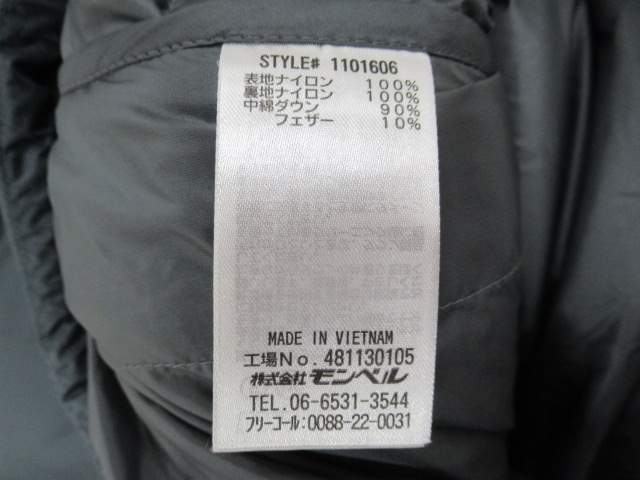 STYLE# 1101606
表地ナイロン 100%
裏地ナイロン 100%
中綿ダウン 90%
フェザー 10%
MADE IN VIETNAM
工場No. 481130105
株式会社モンベル
TEL.06-6531-3544
フリーコール:0088-22-0031